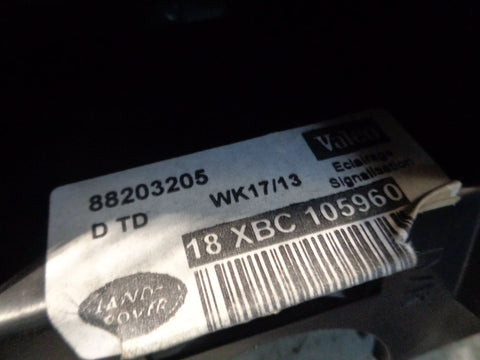 Valeo
88203205
WK17/13
Eclairage
D TD
Signalisation
18 XBC 105960
LAND-
ROVER